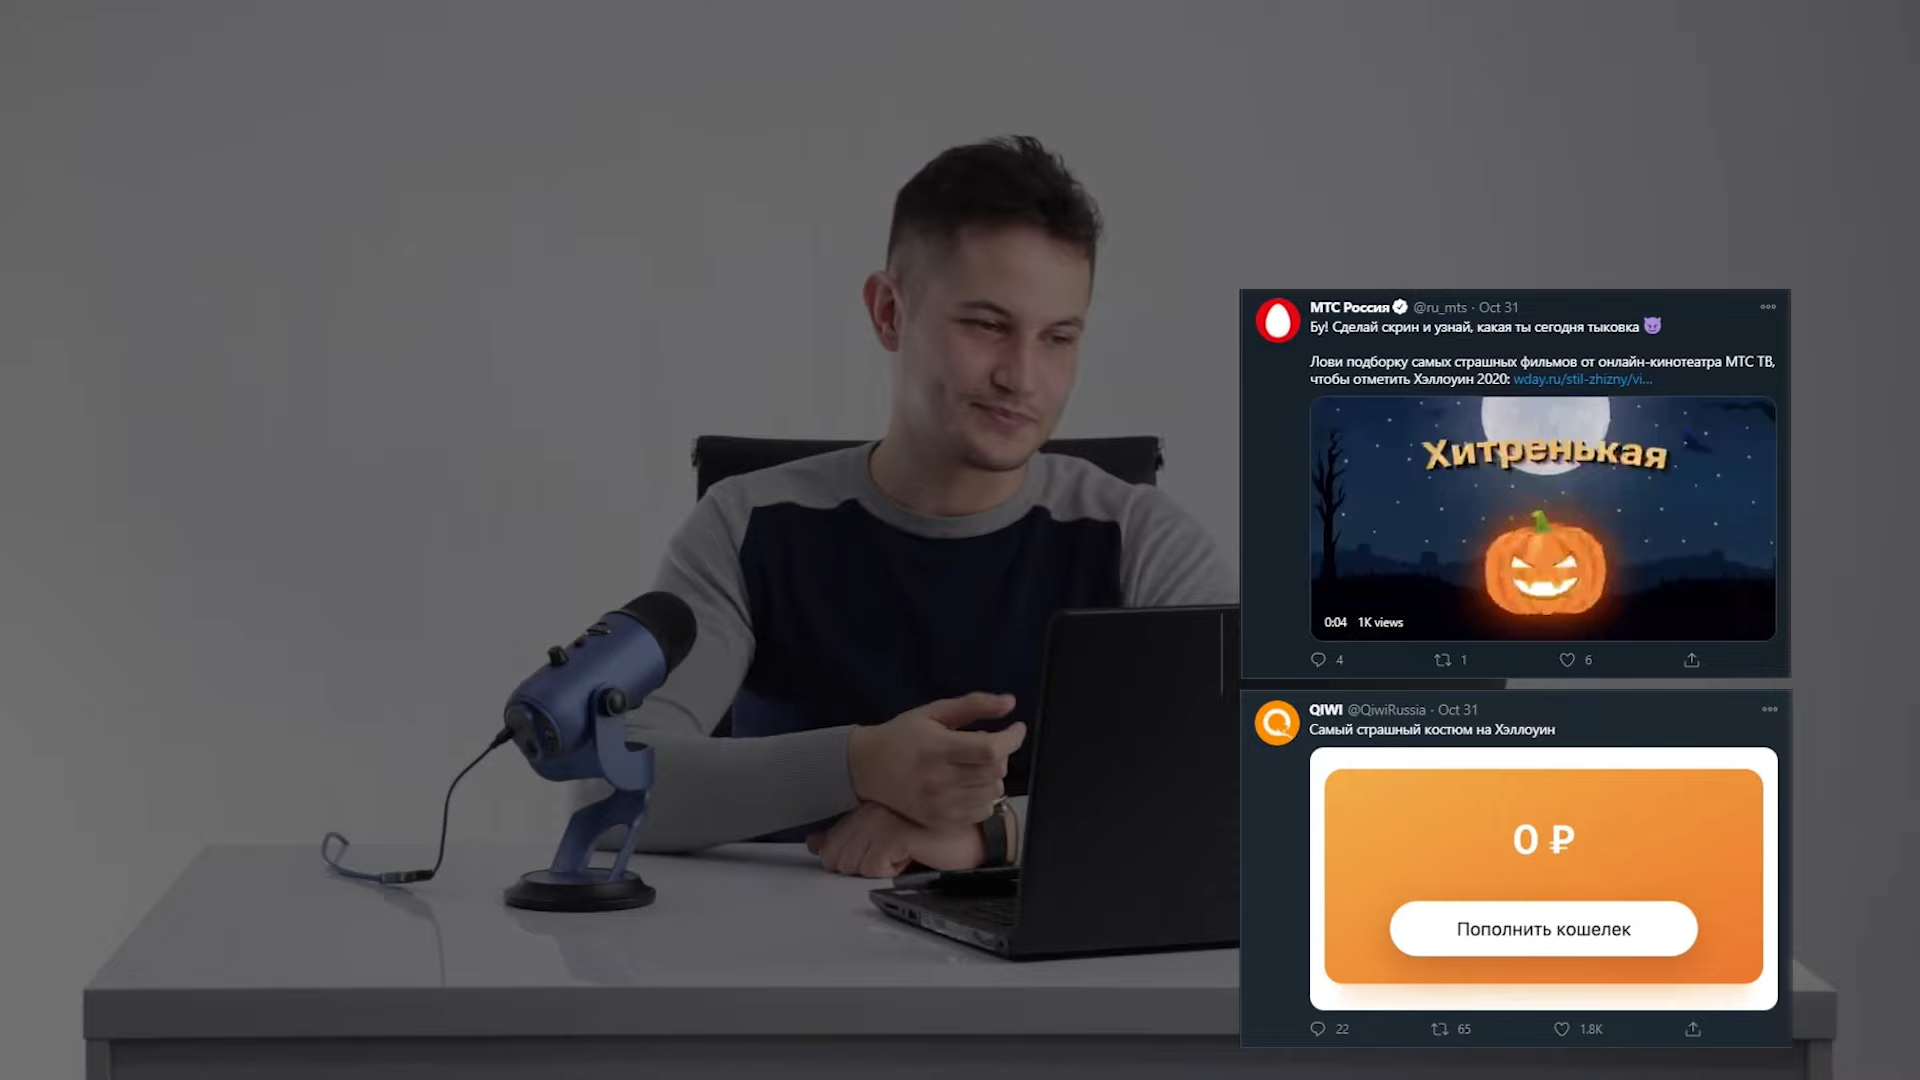 МТС Россия @ru_mts · Oct 31
Бу! Сделай скрин и узнай, какая ты сегодня тыковка 😈
Лови подборку самых страшных фильмов от онлайн-кинотеатра МТС ТВ,
чтобы отметить Хэллоуин 2020: wday.ru/stil-zhizny/vi...
Хитренькая
0:04 1K views
4 1 6
QIWI @QiwiRussia · Oct 31
Самый страшный костюм на Хэллоуин
0 ₽
Пополнить кошелек
22 65 1.8K